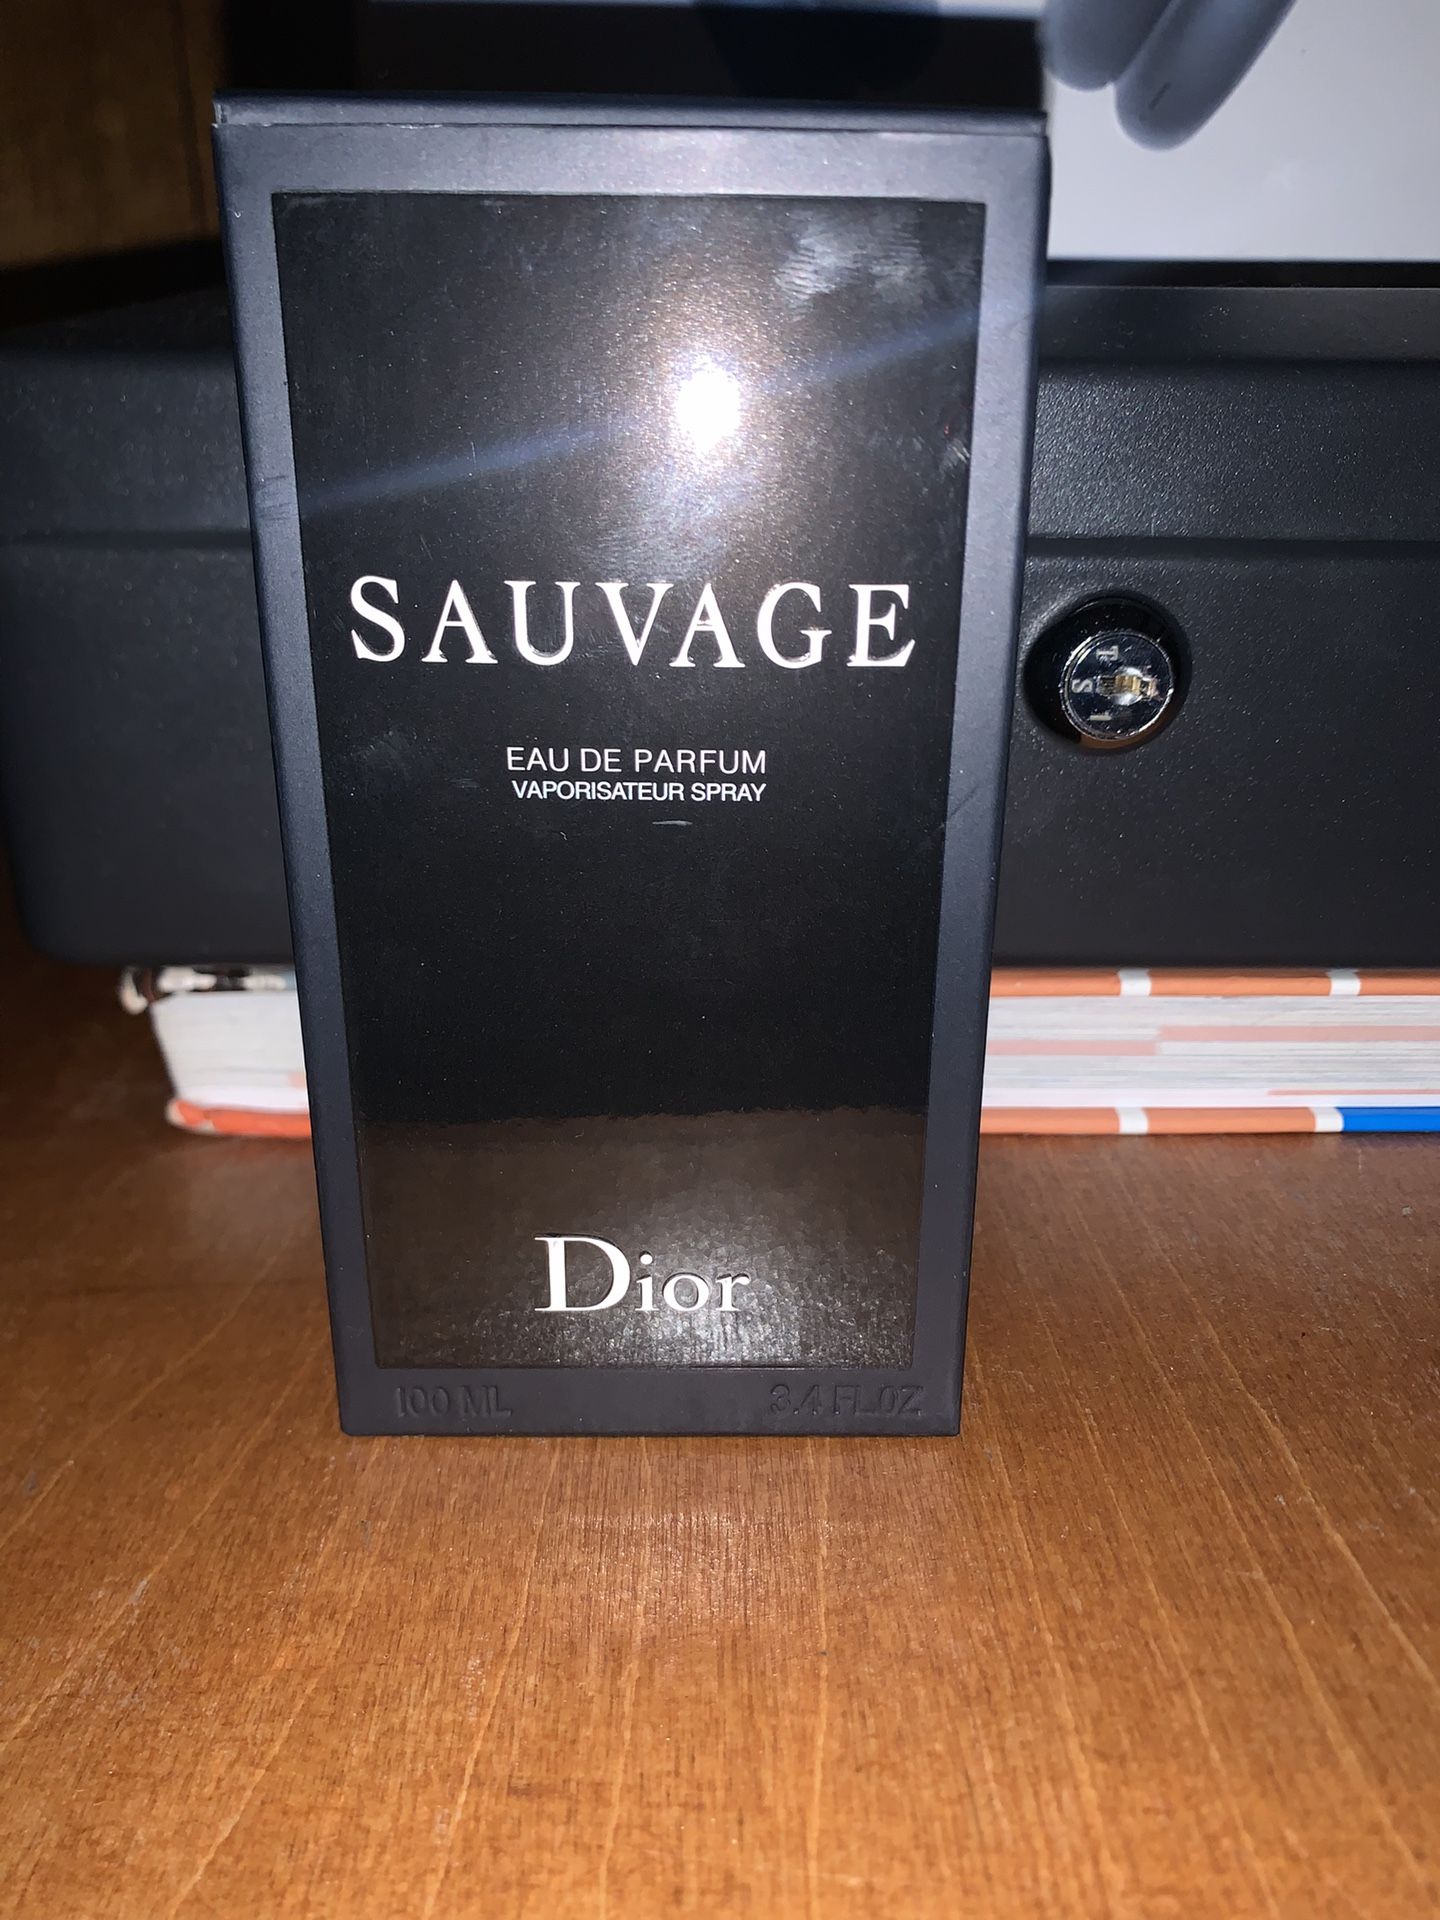 SAUVAGE
EAU DE PARFUM
VAPORISATEUR SPRAY
Dior
100 ML 3.4 FL.OZ